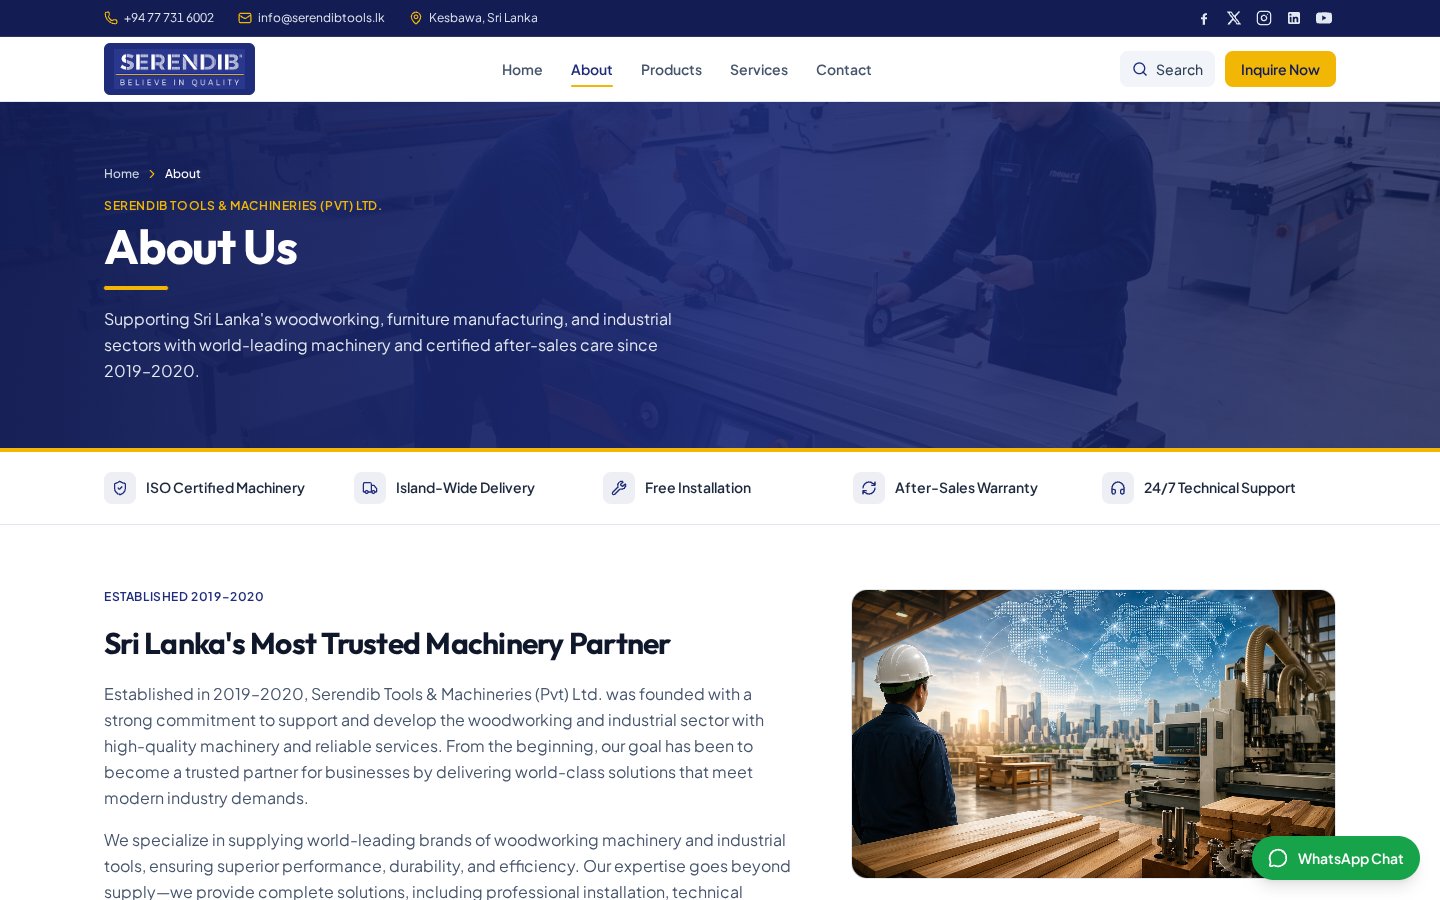 +94 77 731 6002
info@serendibtools.lk
Kesbawa, Sri Lanka
SERENDIB
BELIEVE IN QUALITY
Home
About
Products
Services
Contact
Search
Inquire Now
Home
About
SERENDIB TOOLS & MACHINERIES (PVT) LTD.
About Us
Supporting Sri Lanka's woodworking, furniture manufacturing, and industrial
sectors with world-leading machinery and certified after-sales care since
2019–2020.
ISO Certified Machinery
Island-Wide Delivery
Free Installation
After-Sales Warranty
24/7 Technical Support
ESTABLISHED 2019–2020
Sri Lanka's Most Trusted Machinery Partner
Established in 2019–2020, Serendib Tools & Machineries (Pvt) Ltd. was founded with a
strong commitment to support and develop the woodworking and industrial sector with
high-quality machinery and reliable services. From the beginning, our goal has been to
become a trusted partner for businesses by delivering world-class solutions that meet
modern industry demands.
We specialize in supplying world-leading brands of woodworking machinery and industrial
tools, ensuring superior performance, durability, and efficiency. Our expertise goes beyond
supply—we provide complete solutions, including professional installation, technical
WhatsApp Chat